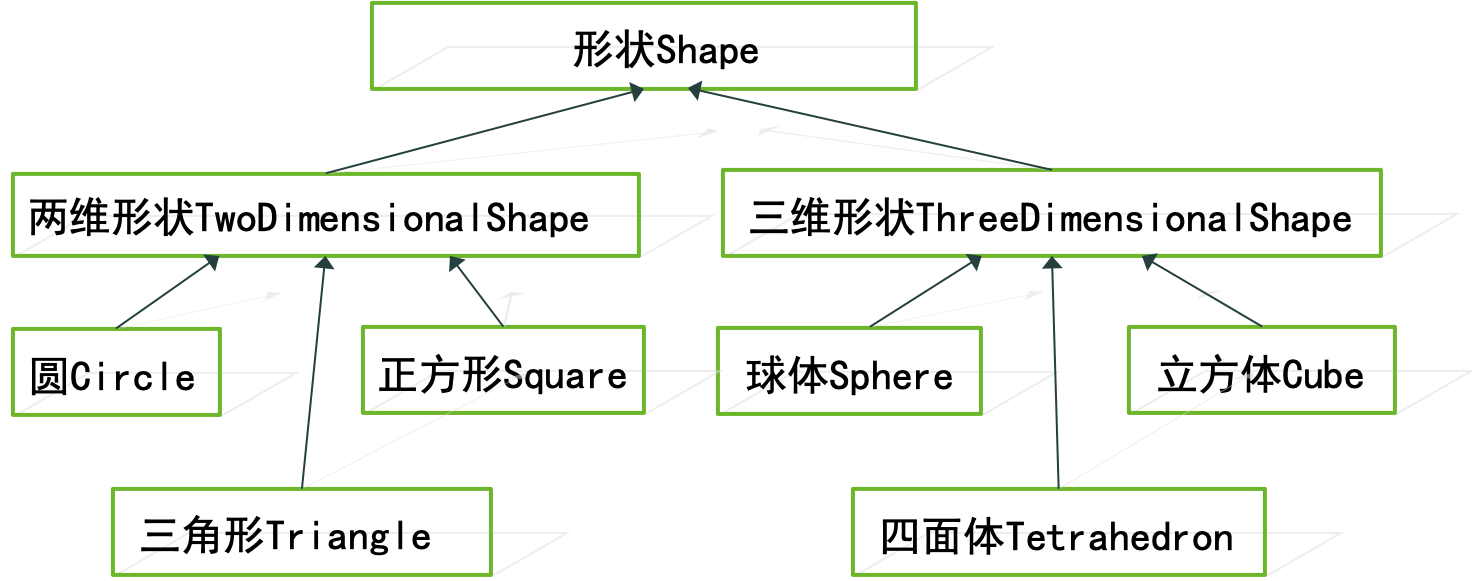 形状Shape
两维形状TwoDimensionalShape
三维形状ThreeDimensionalShape
圆Circle
正方形Square
球体Sphere
立方体Cube
三角形Triangle
四面体Tetrahedron